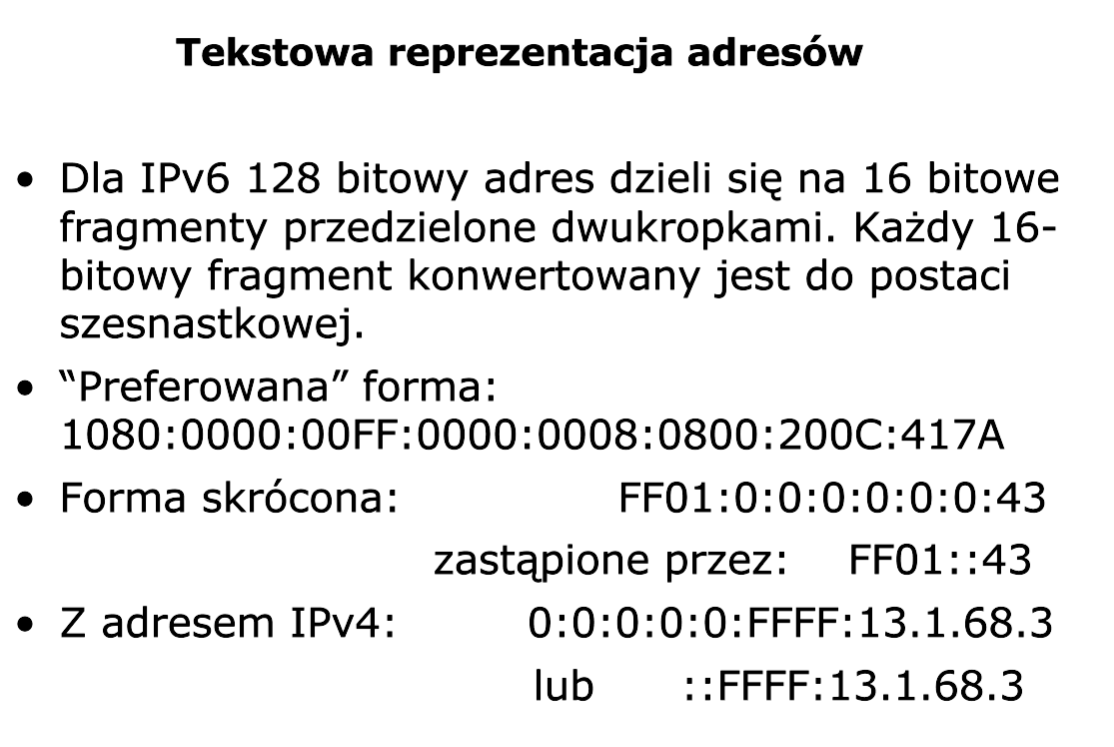 Tekstowa reprezentacja adresów
• Dla IPv6 128 bitowy adres dzieli się na 16 bitowe
fragmenty przedzielone dwukropkami. Każdy 16-
bitowy fragment konwertowany jest do postaci
szesnastkowej.
• “Preferowana” forma:
1080:0000:00FF:0000:0008:0800:200C:417A
• Forma skrócona: FF01:0:0:0:0:0:0:43
zastąpione przez: FF01::43
• Z adresem IPv4: 0:0:0:0:0:FFFF:13.1.68.3
lub ::FFFF:13.1.68.3